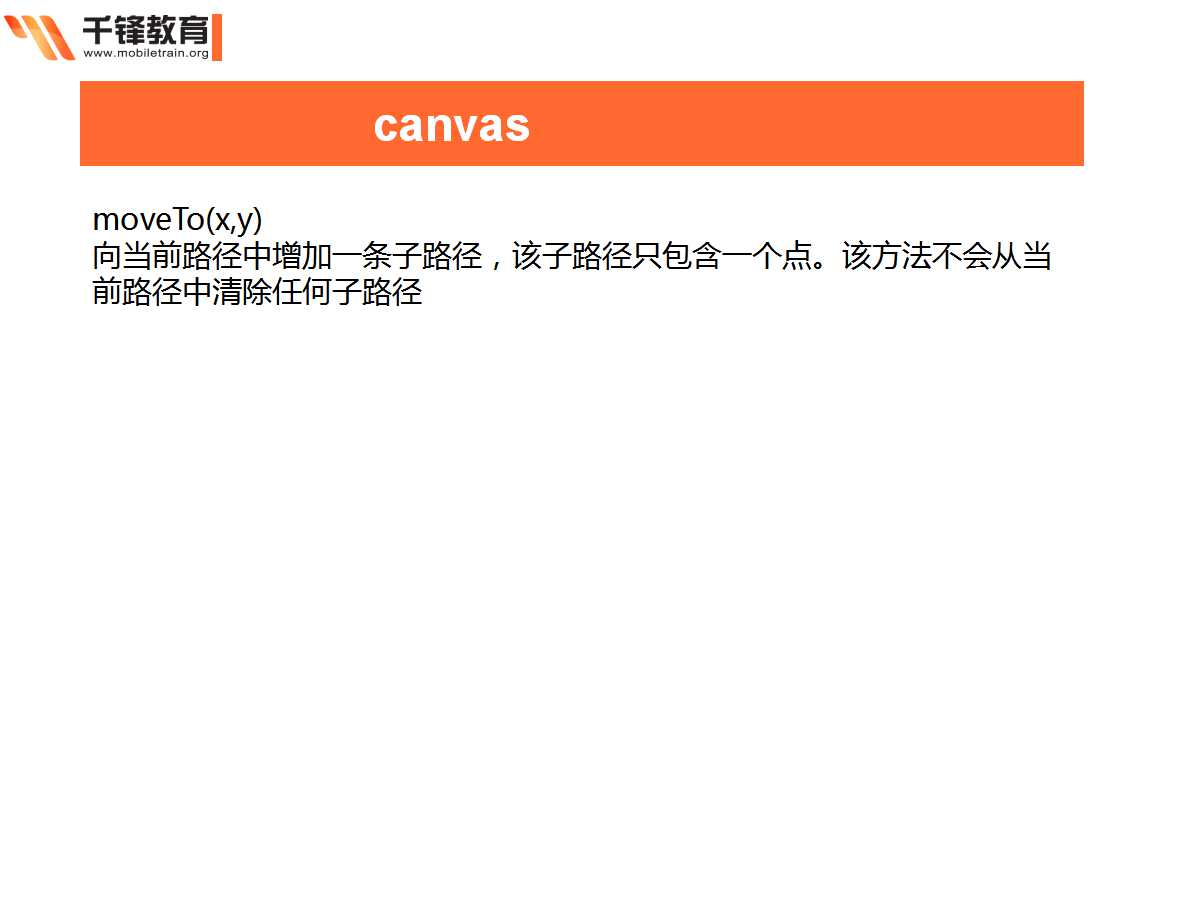 千锋教育
www.mobiletrain.org
canvas
moveTo(x,y)
向当前路径中增加一条子路径，该子路径只包含一个点。该方法不会从当
前路径中清除任何子路径